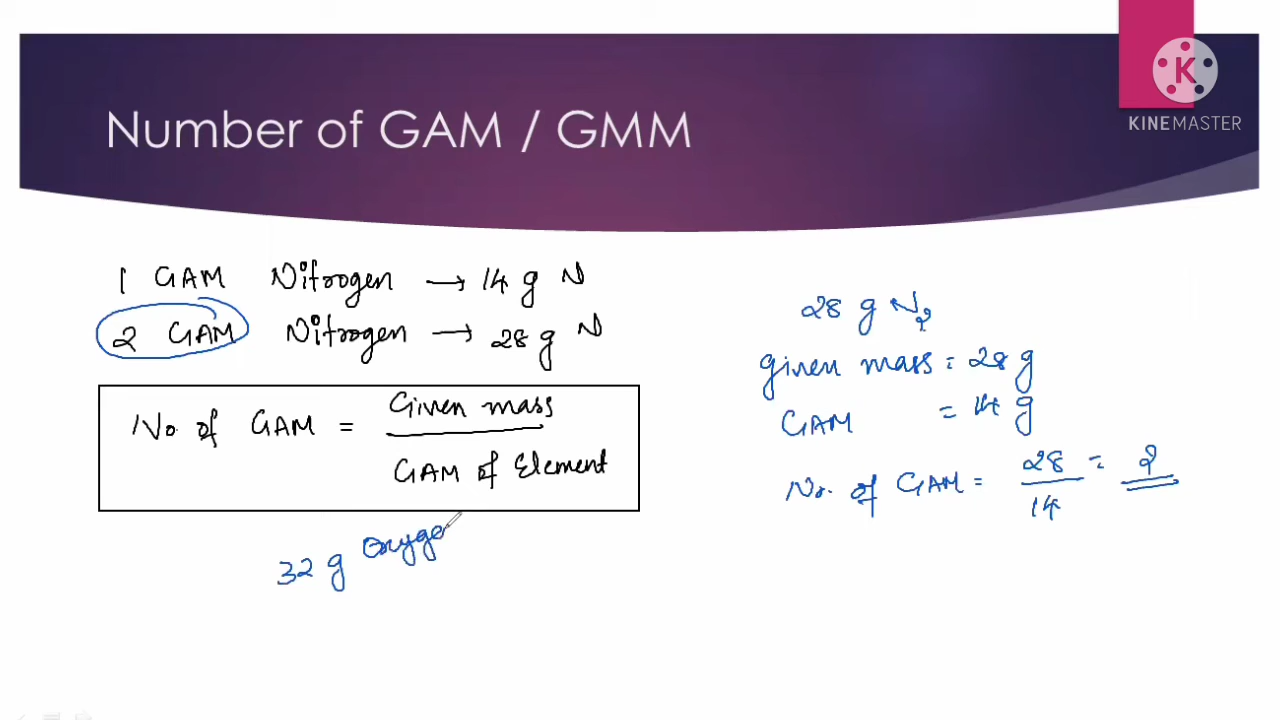 Number of GAM / GMM
K
KINEMASTER
1 GAM Nitrogen → 14 g N
2 GAM Nitrogen → 28 g N
No. of GAM = Given mass
GAM of Element
32 g Oxyge
28 g N₂
given mass = 28 g
GAM = 14 g
No. of GAM = 28 = 2
14